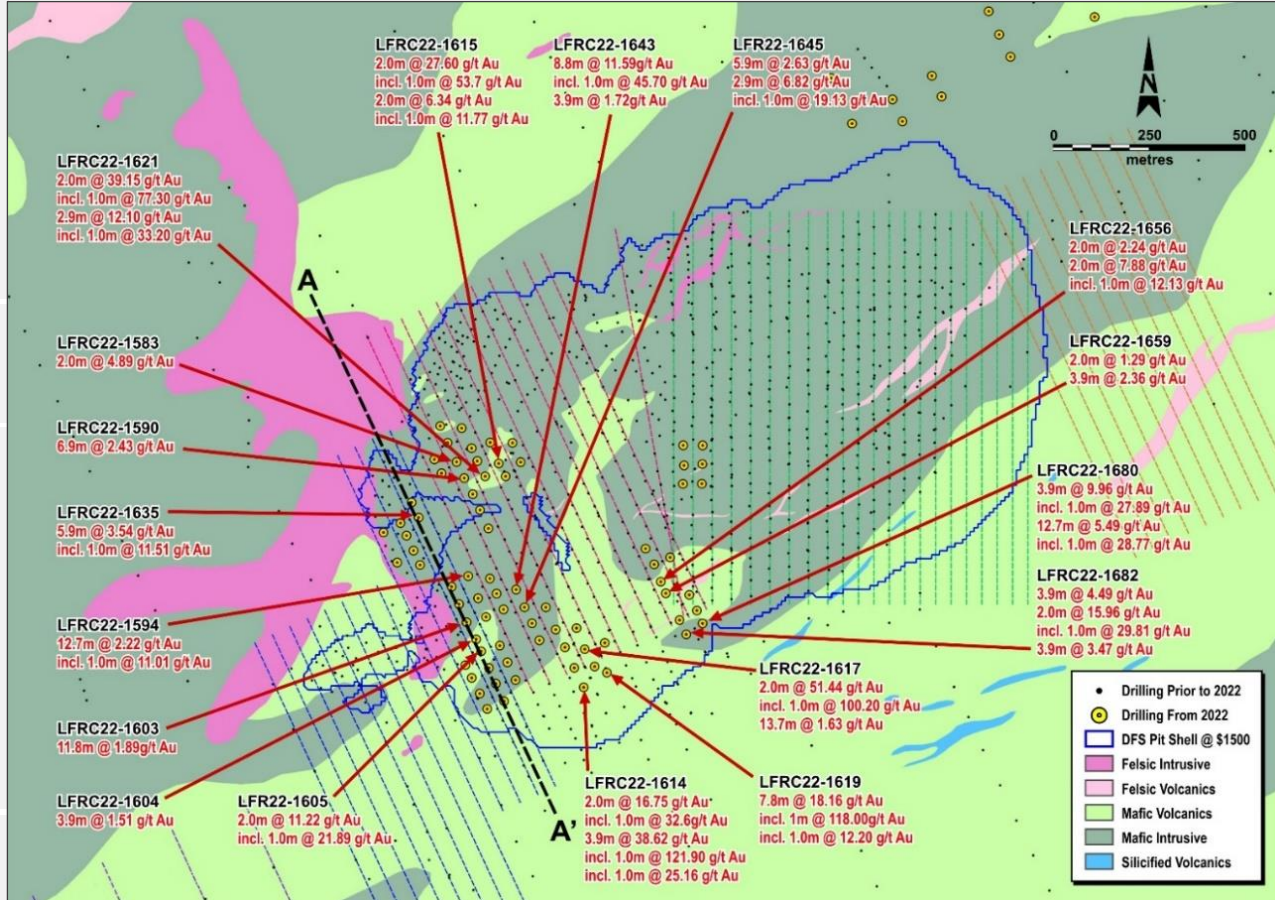 LFRC22-1615
2.0m @ 27.60 g/t Au
incl. 1.0m @ 53.7 g/t Au
2.0m @ 6.34 g/t Au
incl. 1.0m @ 11.77 g/t Au
LFRC22-1643
8.8m @ 11.59g/t Au
incl. 1.0m @ 45.70 g/t Au
3.9m @ 1.72g/t Au
LFR22-1645
5.9m @ 2.63 g/t Au
2.9m @ 6.82 g/t Au
incl. 1.0m @ 19.13 g/t Au
N
0 250 500
metres
LFRC22-1621
2.0m @ 39.15 g/t Au
incl. 1.0m @ 77.30 g/t Au
2.9m @ 12.10 g/t Au
incl. 1.0m @ 33.20 g/t Au
LFRC22-1656
2.0m @ 2.24 g/t Au
2.0m @ 7.88 g/t Au
incl. 1.0m @ 12.13 g/t Au
A
LFRC22-1583
2.0m @ 4.89 g/t Au
LFRC22-1659
2.0m @ 1.29 g/t Au
3.9m @ 2.36 g/t Au
LFRC22-1590
6.9m @ 2.43 g/t Au
LFRC22-1680
3.9m @ 9.96 g/t Au
incl. 1.0m @ 27.89 g/t Au
12.7m @ 5.49 g/t Au
incl. 1.0m @ 28.77 g/t Au
LFRC22-1635
5.9m @ 3.54 g/t Au
incl. 1.0m @ 11.51 g/t Au
LFRC22-1682
3.9m @ 4.49 g/t Au
2.0m @ 15.96 g/t Au
incl. 1.0m @ 29.81 g/t Au
3.9m @ 3.47 g/t Au
LFRC22-1594
12.7m @ 2.22 g/t Au
incl. 1.0m @ 11.01 g/t Au
LFRC22-1617
2.0m @ 51.44 g/t Au
incl. 1.0m @ 100.20 g/t Au
13.7m @ 1.63 g/t Au
LFRC22-1603
11.8m @ 1.89g/t Au
LFRC22-1604
3.9m @ 1.51 g/t Au
LFR22-1605
2.0m @ 11.22 g/t Au
incl. 1.0m @ 21.89 g/t Au
A'
LFRC22-1614
2.0m @ 16.75 g/t Au
incl. 1.0m @ 32.6g/t Au
3.9m @ 38.62 g/t Au
incl. 1.0m @ 121.90 g/t Au
incl. 1.0m @ 25.16 g/t Au
LFRC22-1619
7.8m @ 18.16 g/t Au
incl. 1m @ 118.00g/t Au
incl. 1.0m @ 12.20 g/t Au
Drilling Prior to 2022
Drilling From 2022
DFS Pit Shell @ $1500
Felsic Intrusive
Felsic Volcanics
Mafic Volcanics
Mafic Intrusive
Silicified Volcanics